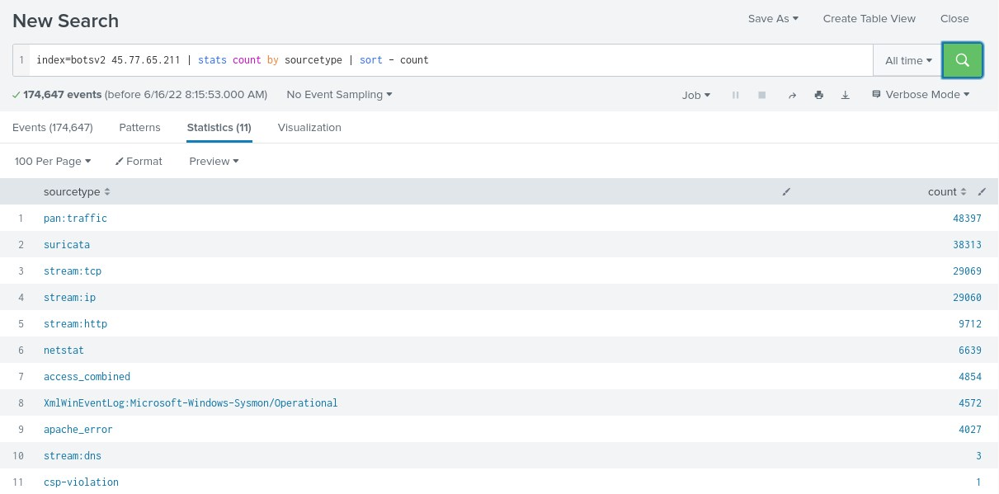 New Search
Save As Create Table View Close
1 index=botsv2 45.77.65.211 | stats count by sourcetype | sort - count All time
174,647 events (before 6/16/22 8:15:53.000 AM) No Event Sampling Job Verbose Mode
Events (174,647) Patterns Statistics (11) Visualization
100 Per Page Format Preview
sourcetype count
1 pan:traffic 48397
2 suricata 38313
3 stream:tcp 29069
4 stream:ip 29060
5 stream:http 9712
6 netstat 6639
7 access_combined 4854
8 XmlWinEventLog:Microsoft-Windows-Sysmon/Operational 4572
9 apache_error 4027
10 stream:dns 3
11 csp-violation 1